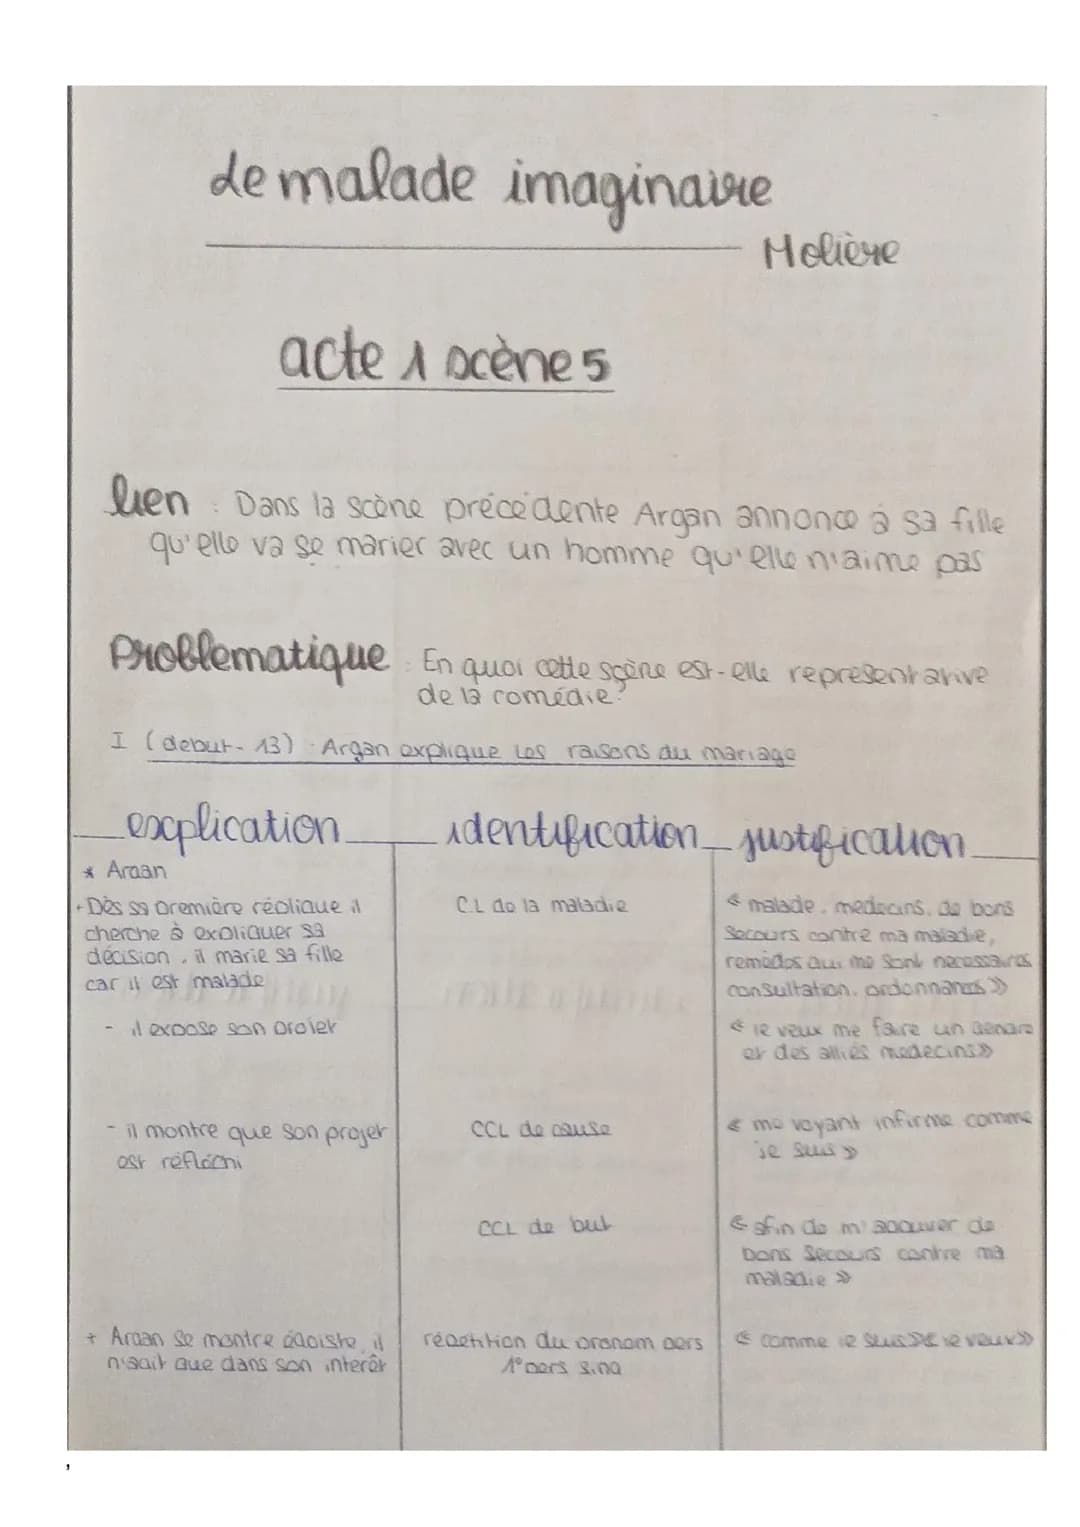 Le malade imaginaire
Molière
acte 1 scène 5
lien : Dans la scène précédente Argan annonce à sa fille
qu'elle va se marier avec un homme qu'elle n'aime pas
Problematique : En quoi cette scène est-elle representative
de la comédie?
I (debut - 13) : Argan explique les raisons du mariage
explication identification justification
* Argan
- Dès sa première réplique il
cherche à expliquer sa
décision, il marie sa fille
car il est malade
C.L de la maladie
« malade, medecins, de bons
secours contre ma maladie,
remèdes qui me sont necessaires
consultation, ordonnances »
- il expose son projet
« je veux me faire un gendre
et des alliés medecins»
- il montre que son projet
est réfléchi
CCL de cause
« me voyant infirme comme
je suis »
CCL de but
« afin de m'appuyer de
bons secours contre ma
maladie »
+ Argan se montre égoiste, il
n'agit que dans son intérêt
répétition du pronom pers
1° pers sing
« comme je suis»« je veux»
,